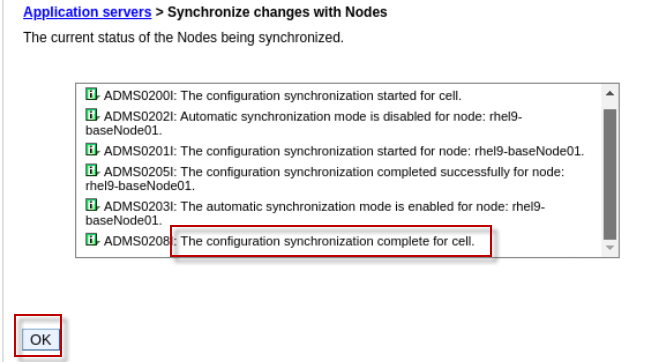 Application servers > Synchronize changes with Nodes
The current status of the Nodes being synchronized.
ADMS0200I: The configuration synchronization started for cell.
ADMS0202I: Automatic synchronization mode is disabled for node: rhel9-
baseNode01.
ADMS0201I: The configuration synchronization started for node: rhel9-baseNode01.
ADMS0205I: The configuration synchronization completed successfully for node:
rhel9-baseNode01.
ADMS0203I: The automatic synchronization mode is enabled for node: rhel9-
baseNode01.
ADMS0208I: The configuration synchronization complete for cell.
OK